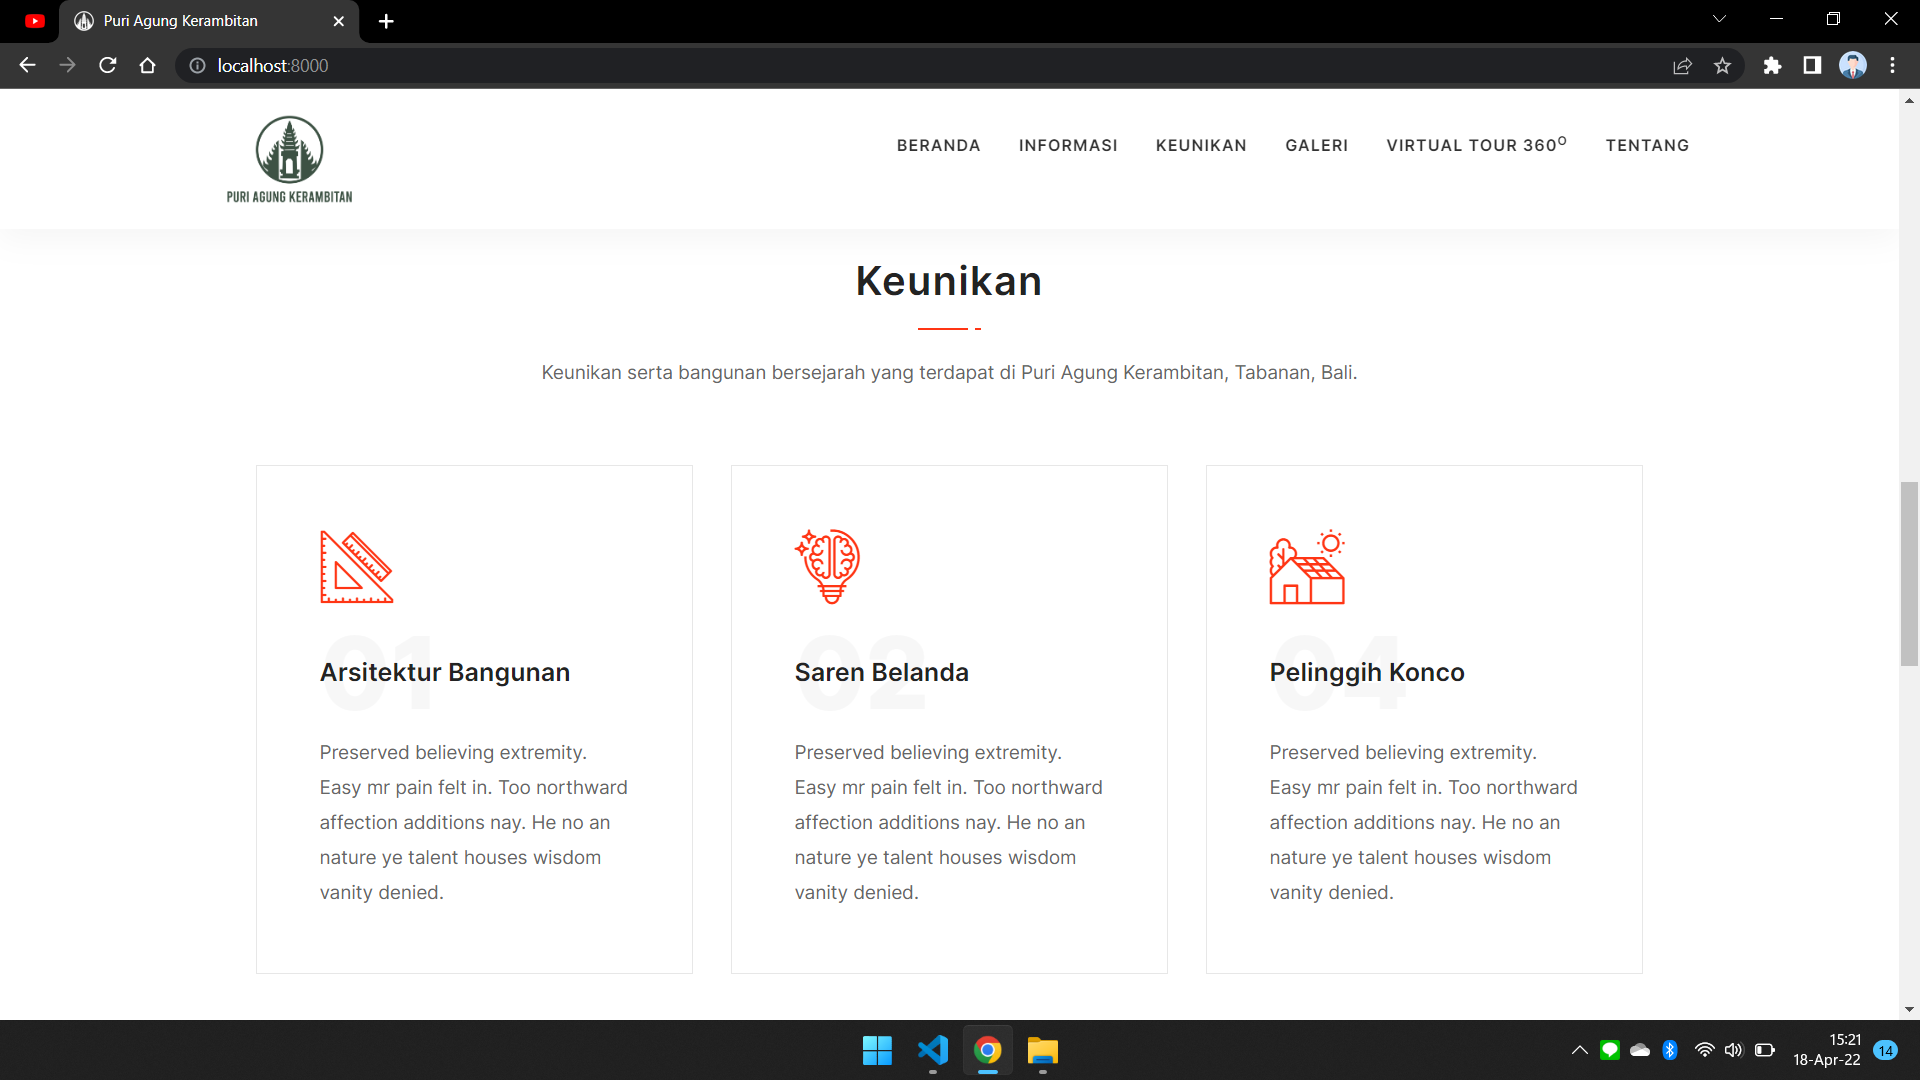 Puri Agung Kerambitan
localhost:8000
PURI AGUNG KERAMBITAN
BERANDA INFORMASI KEUNIKAN GALERI VIRTUAL TOUR 360° TENTANG
Keunikan
Keunikan serta bangunan bersejarah yang terdapat di Puri Agung Kerambitan, Tabanan, Bali.
01
Arsitektur Bangunan
Preserved believing extremity.
Easy mr pain felt in. Too northward
affection additions nay. He no an
nature ye talent houses wisdom
vanity denied.
02
Saren Belanda
Preserved believing extremity.
Easy mr pain felt in. Too northward
affection additions nay. He no an
nature ye talent houses wisdom
vanity denied.
04
Pelinggih Konco
Preserved believing extremity.
Easy mr pain felt in. Too northward
affection additions nay. He no an
nature ye talent houses wisdom
vanity denied.
15:21
18-Apr-22
14